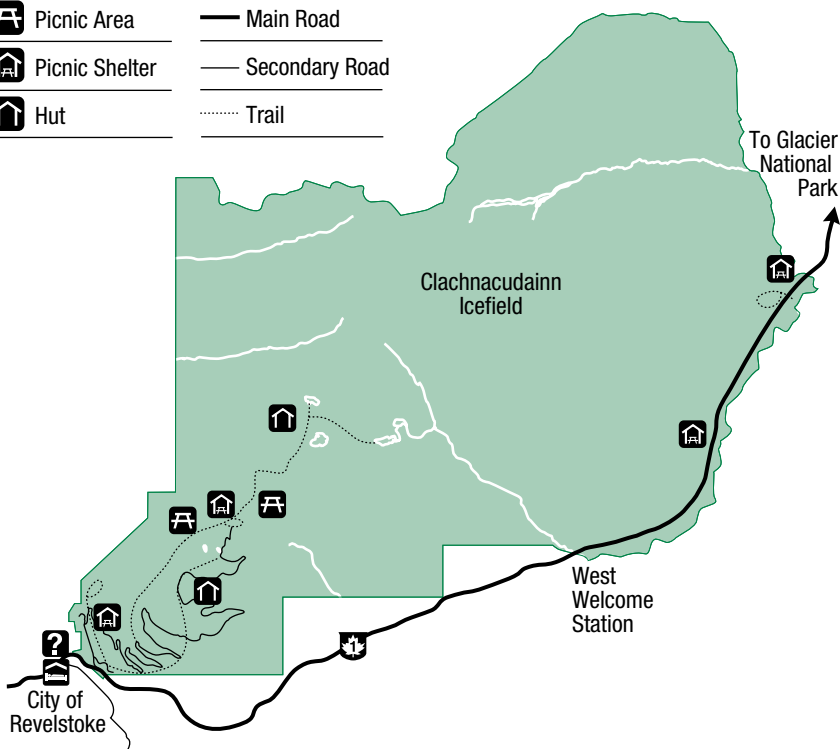 Picnic Area
Picnic Shelter
Hut
Main Road
Secondary Road
Trail
To Glacier
National
Park
Clachnacudainn
Icefield
West
Welcome
Station
1
?
City of
Revelstoke